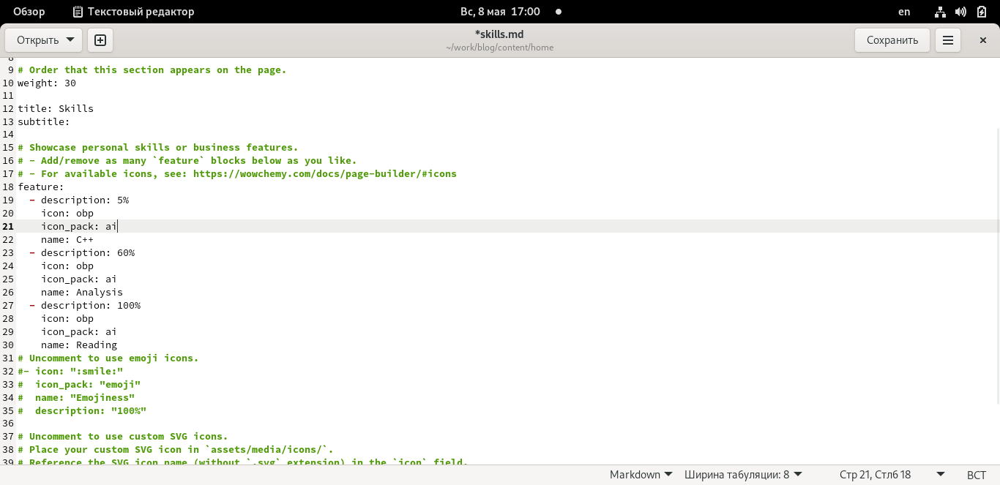 Обзор Текстовый редактор Вс, 8 мая 17:00 en
Открыть *skills.md Сохранить
~/work/blog/content/home
8
9 # Order that this section appears on the page.
10 weight: 30
11
12 title: Skills
13 subtitle:
14
15 # Showcase personal skills or business features.
16 # - Add/remove as many `feature` blocks below as you like.
17 # - For available icons, see: https://wowchemy.com/docs/page-builder/#icons
18 feature:
19   - description: 5%
20     icon: obp
21     icon_pack: ai
22     name: C++
23   - description: 60%
24     icon: obp
25     icon_pack: ai
26     name: Analysis
27   - description: 100%
28     icon: obp
29     icon_pack: ai
30     name: Reading
31 # Uncomment to use emoji icons.
32 #- icon: ":smile:"
33 #  icon_pack: "emoji"
34 #  name: "Emojiness"
35 #  description: "100%"
36
37 # Uncomment to use custom SVG icons.
38 # Place your custom SVG icon in `assets/media/icons/`.
39 # Reference the SVG icon name (without `.svg` extension) in the `icon` field.
Markdown Ширина табуляции: 8 Стр 21, Стлб 18 ВСТ